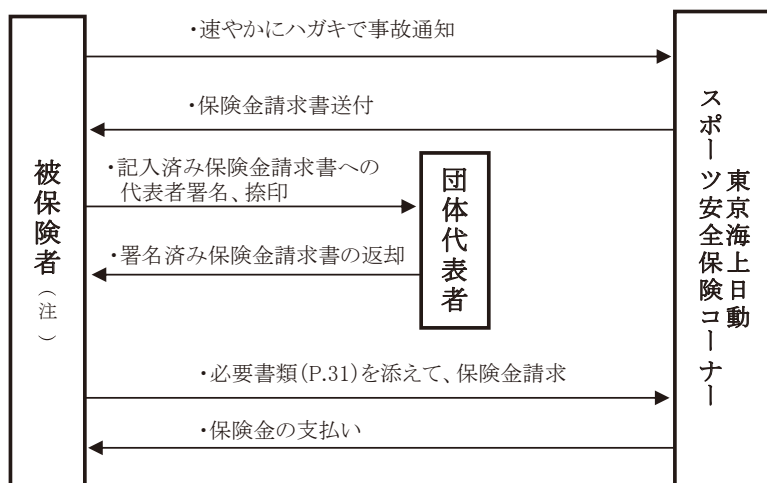 ・速やかにハガキで事故通知
・保険金請求書送付
・記入済み保険金請求書への
代表者署名、捺印
・署名済み保険金請求書の返却
・必要書類(P.31)を添えて、保険金請求
・保険金の支払い
被保険者(注)
団体代表者
東京海上日動
スポーツ安全保険コーナー